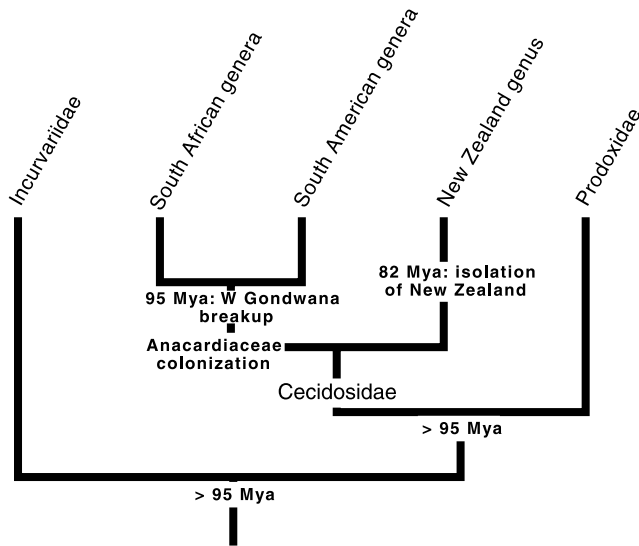 Incurvariidae
South African genera
South American genera
New Zealand genus
Prodoxidae
82 Mya: isolation
of New Zealand
95 Mya: W Gondwana
breakup
Anacardiaceae
colonization
Cecidosidae
> 95 Mya
> 95 Mya